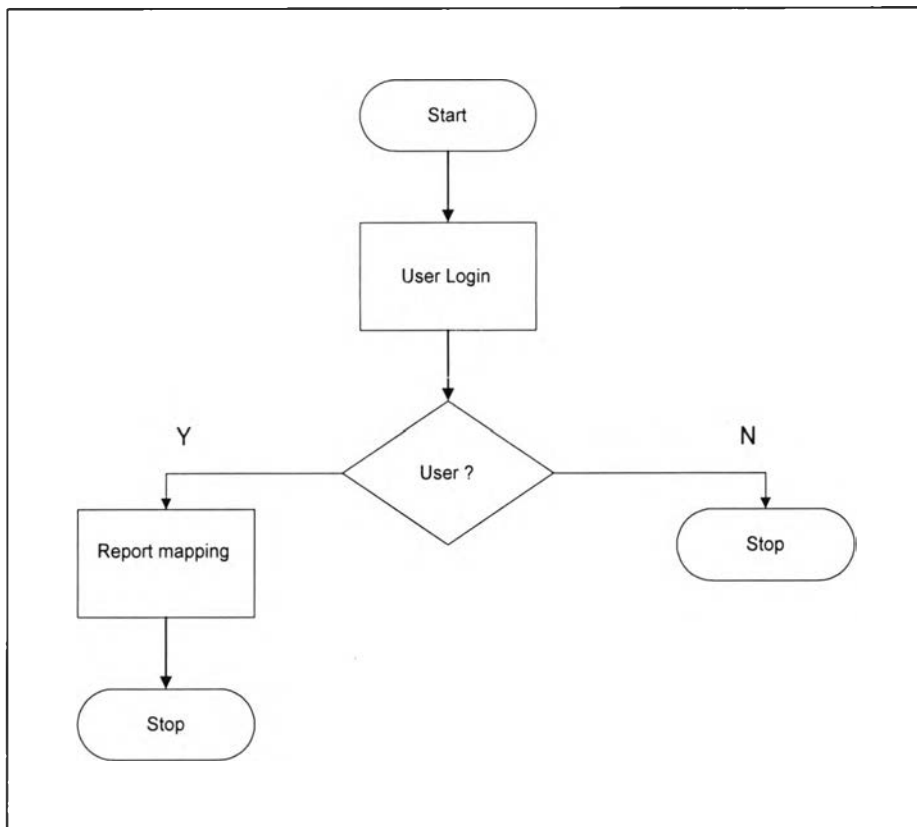 Start
User Login
User ?
Y
N
Report mapping
Stop
Stop